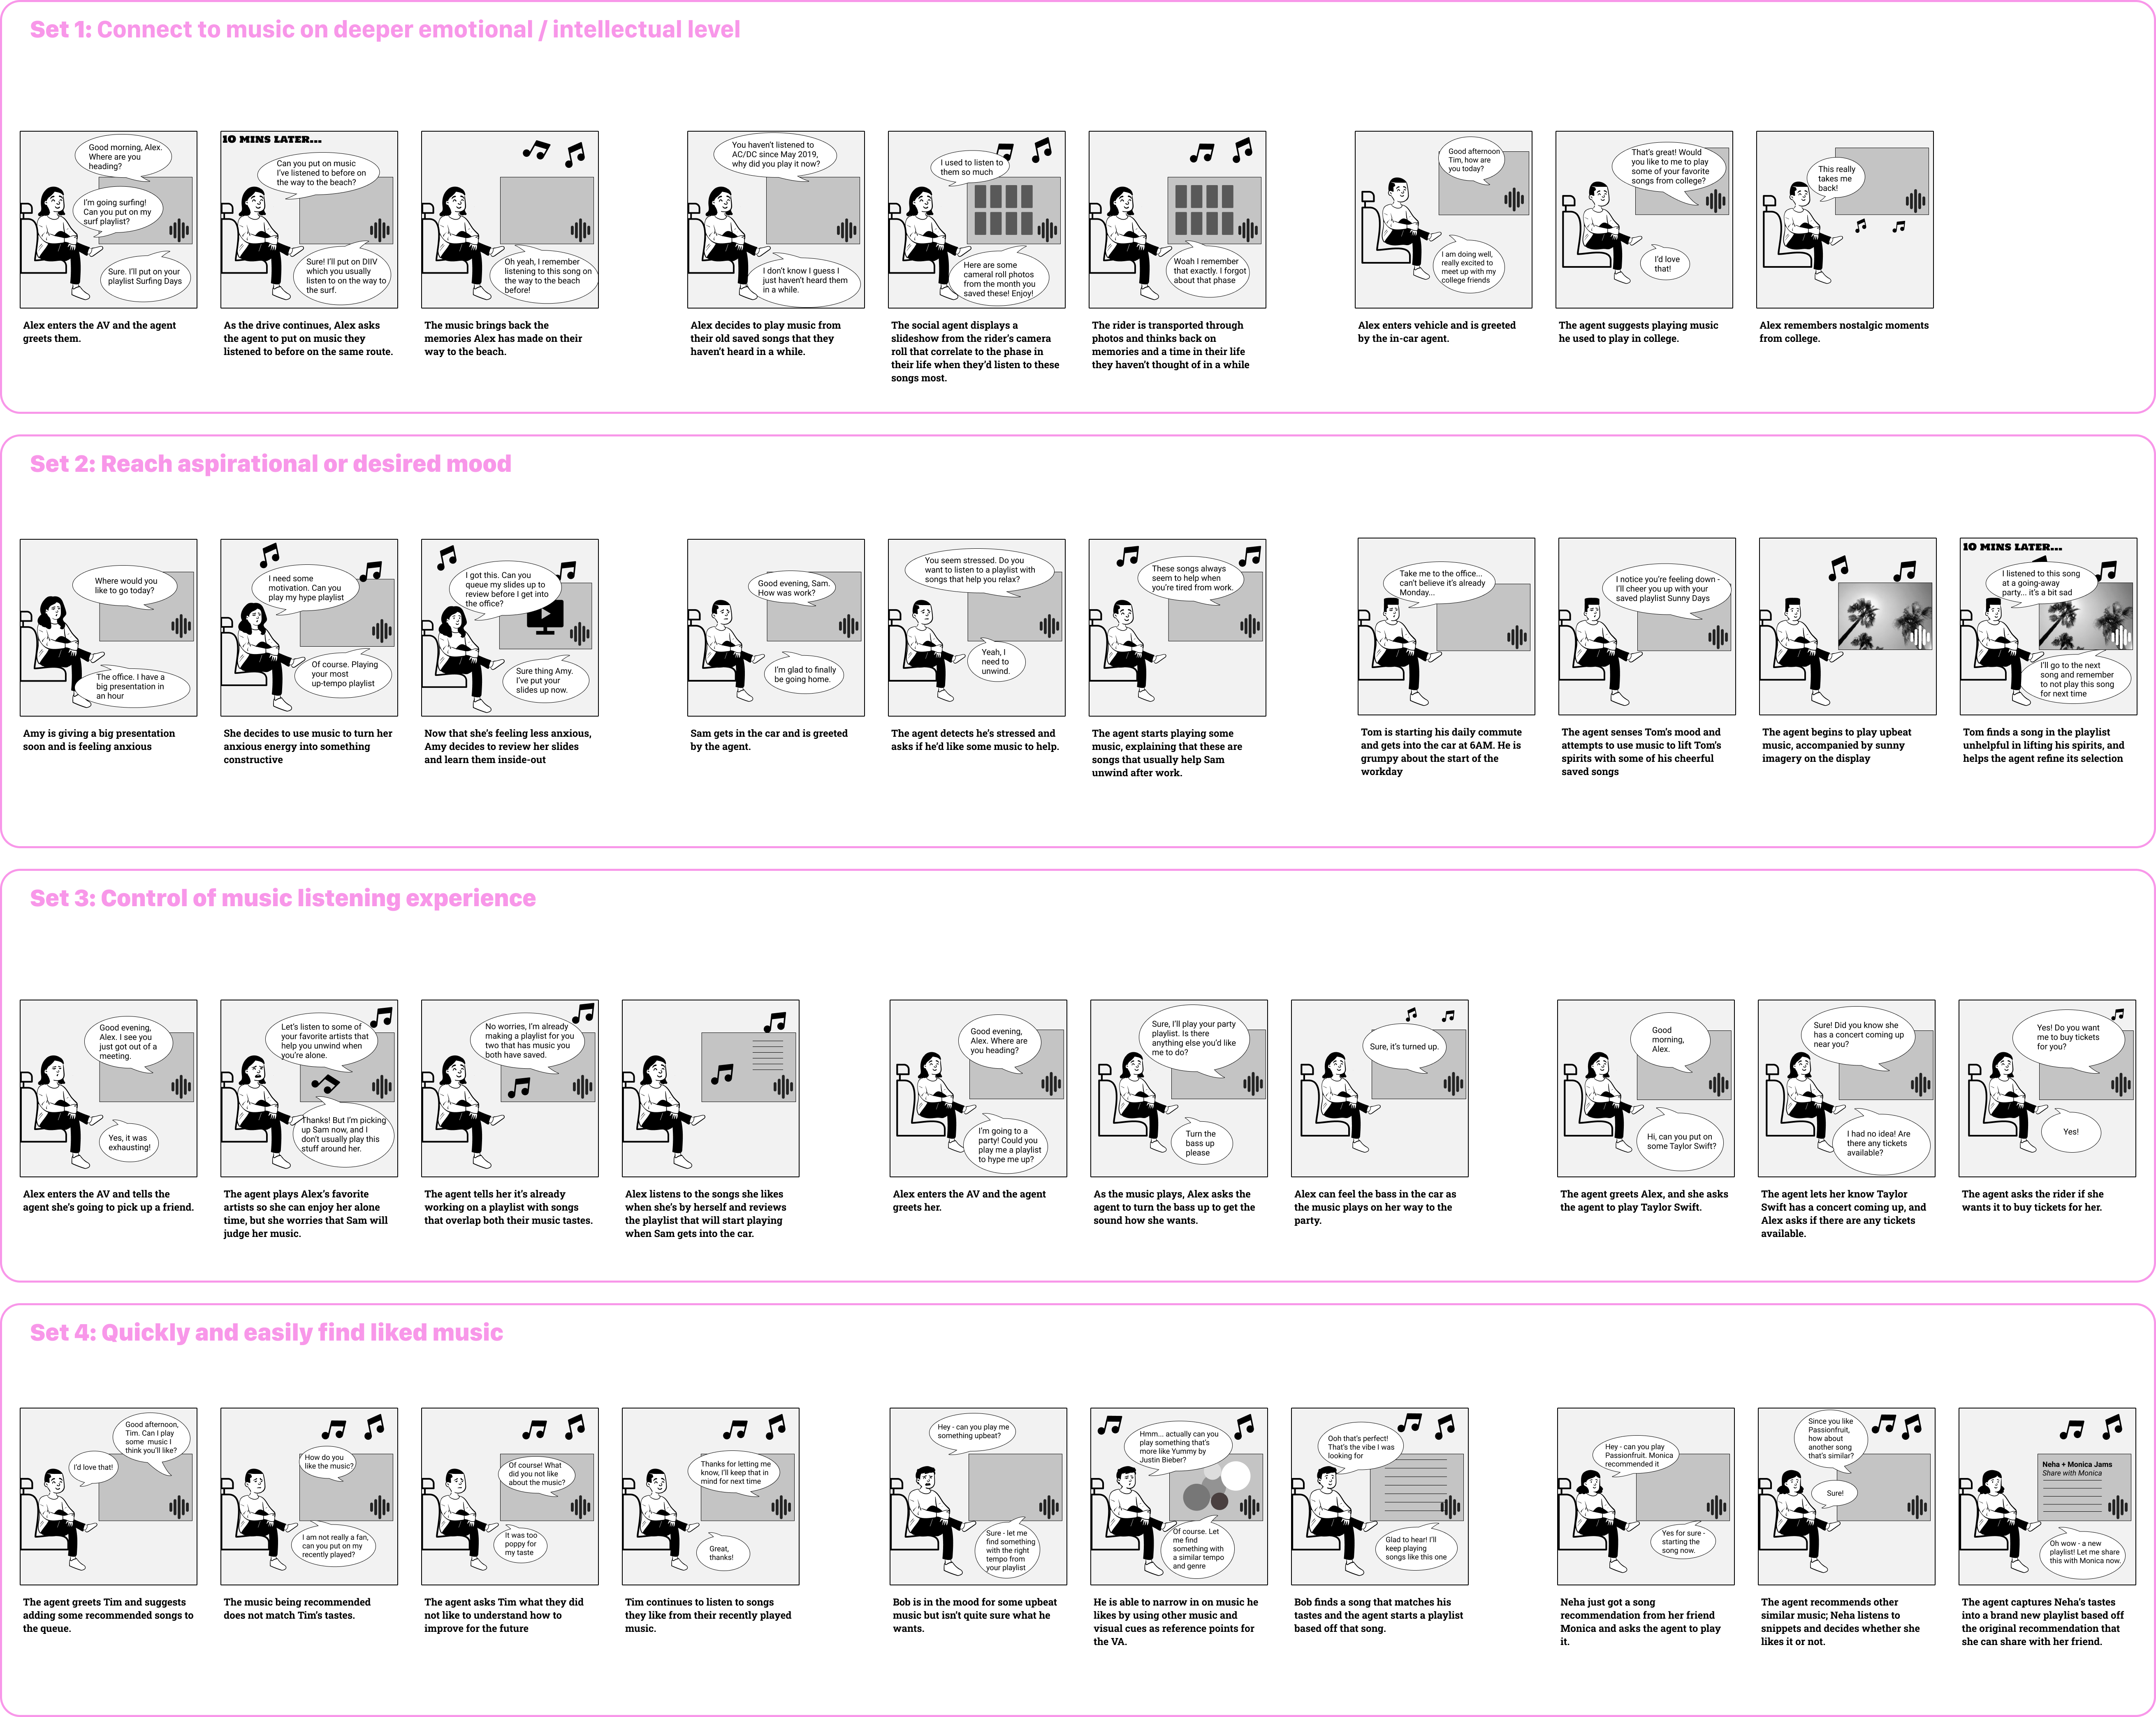 Set 1: Connect to music on deeper emotional / intellectual level
Good morning, Alex.
Where are you
heading?
I'm going surfing!
Can you put on my
surf playlist?
Sure. I'll put on your
playlist Surfing Days
Alex enters the AV and the agent
greets them.
10 MINS LATER...
Can you put on music
I've listened to before on
the way to the beach?
Sure! I'll put on DIIV
which you usually
listen to on the way to
the surf.
As the drive continues, Alex asks
the agent to put on music they
listened to before on the same route.
Oh yeah, I remember
listening to this song on
the way to the beach
before!
The music brings back the
memories Alex has made on their
way to the beach.
You haven't listened to
AC/DC since May 2019,
why did you play it now?
I don't know I guess I
just haven't heard them
in a while.
Alex decides to play music from
their old saved songs that they
haven't heard in a while.
I used to listen to
them so much
Here are some
cameral roll photos
from the month you
saved these! Enjoy!
The social agent displays a
slideshow from the rider's camera
roll that correlate to the phase in
their life when they'd listen to these
songs most.
Woah I remember
that exactly. I forgot
about that phase
The rider is transported through
photos and thinks back on
memories and a time in their life
they haven't thought of in a while
Good afternoon
Tim, how are
you today?
I am doing well,
really excited to
meet up with my
college friends
Alex enters vehicle and is greeted
by the in-car agent.
That's great! Would
you like to me to play
some of your favorite
songs from college?
I'd love
that!
The agent suggests playing music
he used to play in college.
This really
takes me
back!
Alex remembers nostalgic moments
from college.
Set 2: Reach aspirational or desired mood
Where would you
like to go today?
The office. I have a
big presentation in
an hour
Amy is giving a big presentation
soon and is feeling anxious
I need some
motivation. Can you
play my hype playlist
Of course. Playing
your most
up-tempo playlist
She decides to use music to turn her
anxious energy into something
constructive
I got this. Can you
queue my slides up to
review before I get into
the office?
Sure thing Amy.
I've put your
slides up now.
Now that she's feeling less anxious,
Amy decides to review her slides
and learn them inside-out
Good evening, Sam.
How was work?
I'm glad to finally
be going home.
Sam gets in the car and is greeted
by the agent.
You seem stressed. Do you
want to listen to a playlist with
songs that help you relax?
Yeah, I
need to
unwind.
The agent detects he's stressed and
asks if he'd like some music to help.
These songs always
seem to help when
you're tired from work.
The agent starts playing some
music, explaining that these are
songs that usually help Sam
unwind after work.
Take me to the office...
can't believe it's already
Monday...
Tom is starting his daily commute
and gets into the car at 6AM. He is
grumpy about the start of the
workday
I notice you're feeling down -
I'll cheer you up with your
saved playlist Sunny Days
The agent senses Tom's mood and
attempts to use music to lift Tom's
spirits with some of his cheerful
saved songs
The agent begins to play upbeat
music, accompanied by sunny
imagery on the display
10 MINS LATER...
I listened to this song
at a going-away
party... it's a bit sad
I'll go to the next
song and remember
to not play this song
for next time
Tom finds a song in the playlist
unhelpful in lifting his spirits, and
helps the agent refine its selection
Set 3: Control of music listening experience
Good evening,
Alex. I see you
just got out of a
meeting.
Yes, it was
exhausting!
Alex enters the AV and tells the
agent she's going to pick up a friend.
Let's listen to some of
your favorite artists that
help you unwind when
you're alone.
Thanks! But I'm picking
up Sam now, and I
don't usually play this
stuff around her.
The agent plays Alex's favorite
artists so she can enjoy her alone
time, but she worries that Sam will
judge her music.
No worries, I'm already
making a playlist for you
two that has music you
both have saved.
The agent tells her it's already
working on a playlist with songs
that overlap both their music tastes.
Alex listens to the songs she likes
when she's by herself and reviews
the playlist that will start playing
when Sam gets into the car.
Good evening,
Alex. Where are
you heading?
I'm going to a
party! Could you
play me a playlist
to hype me up?
Alex enters the AV and the agent
greets her.
Sure, I'll play your party
playlist. Is there
anything else you'd like
me to do?
Turn the
bass up
please
As the music plays, Alex asks the
agent to turn the bass up to get the
sound how she wants.
Sure, it's turned up.
Alex can feel the bass in the car as
the music plays on her way to the
party.
Good
morning,
Alex.
Hi, can you put on
some Taylor Swift?
The agent greets Alex, and she asks
the agent to play Taylor Swift.
Sure! Did you know she
has a concert coming up
near you?
I had no idea! Are
there any tickets
available?
The agent lets her know Taylor
Swift has a concert coming up, and
Alex asks if there are any tickets
available.
Yes! Do you want
me to buy tickets
for you?
Yes!
The agent asks the rider if she
wants it to buy tickets for her.
Set 4: Quickly and easily find liked music
Good afternoon,
Tim. Can I play
some music I
think you'll like?
I'd love that!
The agent greets Tim and suggests
adding some recommended songs to
the queue.
How do you
like the music?
I am not really a fan,
can you put on my
recently played?
The music being recommended
does not match Tim's tastes.
Of course! What
did you not like
about the music?
It was too
poppy for
my taste
The agent asks Tim what they did
not like to understand how to
improve for the future
Thanks for letting me
know, I'll keep that in
mind for next time
Great,
thanks!
Tim continues to listen to songs
they like from their recently played
music.
Hey - can you play me
something upbeat?
Sure - let me
find something
with the right
tempo from
your playlist
Bob is in the mood for some upbeat
music but isn't quite sure what he
wants.
Hmm... actually can you
play something that's
more like Yummy by
Justin Bieber?
Of course. Let
me find
something with
a similar tempo
and genre
He is able to narrow in on music he
likes by using other music and
visual cues as reference points for
the VA.
Ooh that's perfect!
That's the vibe I was
looking for
Glad to hear! I'll
keep playing
songs like this one
Bob finds a song that matches his
tastes and the agent starts a playlist
based off that song.
Hey - can you play
Passionfruit. Monica
recommended it
Yes for sure -
starting the
song now.
Neha just got a song
recommendation from her friend
Monica and asks the agent to play
it.
Since you like
Passionfruit,
how about
another song
that's similar?
Sure!
The agent recommends other
similar music; Neha listens to
snippets and decides whether she
likes it or not.
Neha + Monica Jams
Share with Monica
Oh wow - a new
playlist! Let me share
this with Monica now.
The agent captures Neha's tastes
into a brand new playlist based off
the original recommendation that
she can share with her friend.